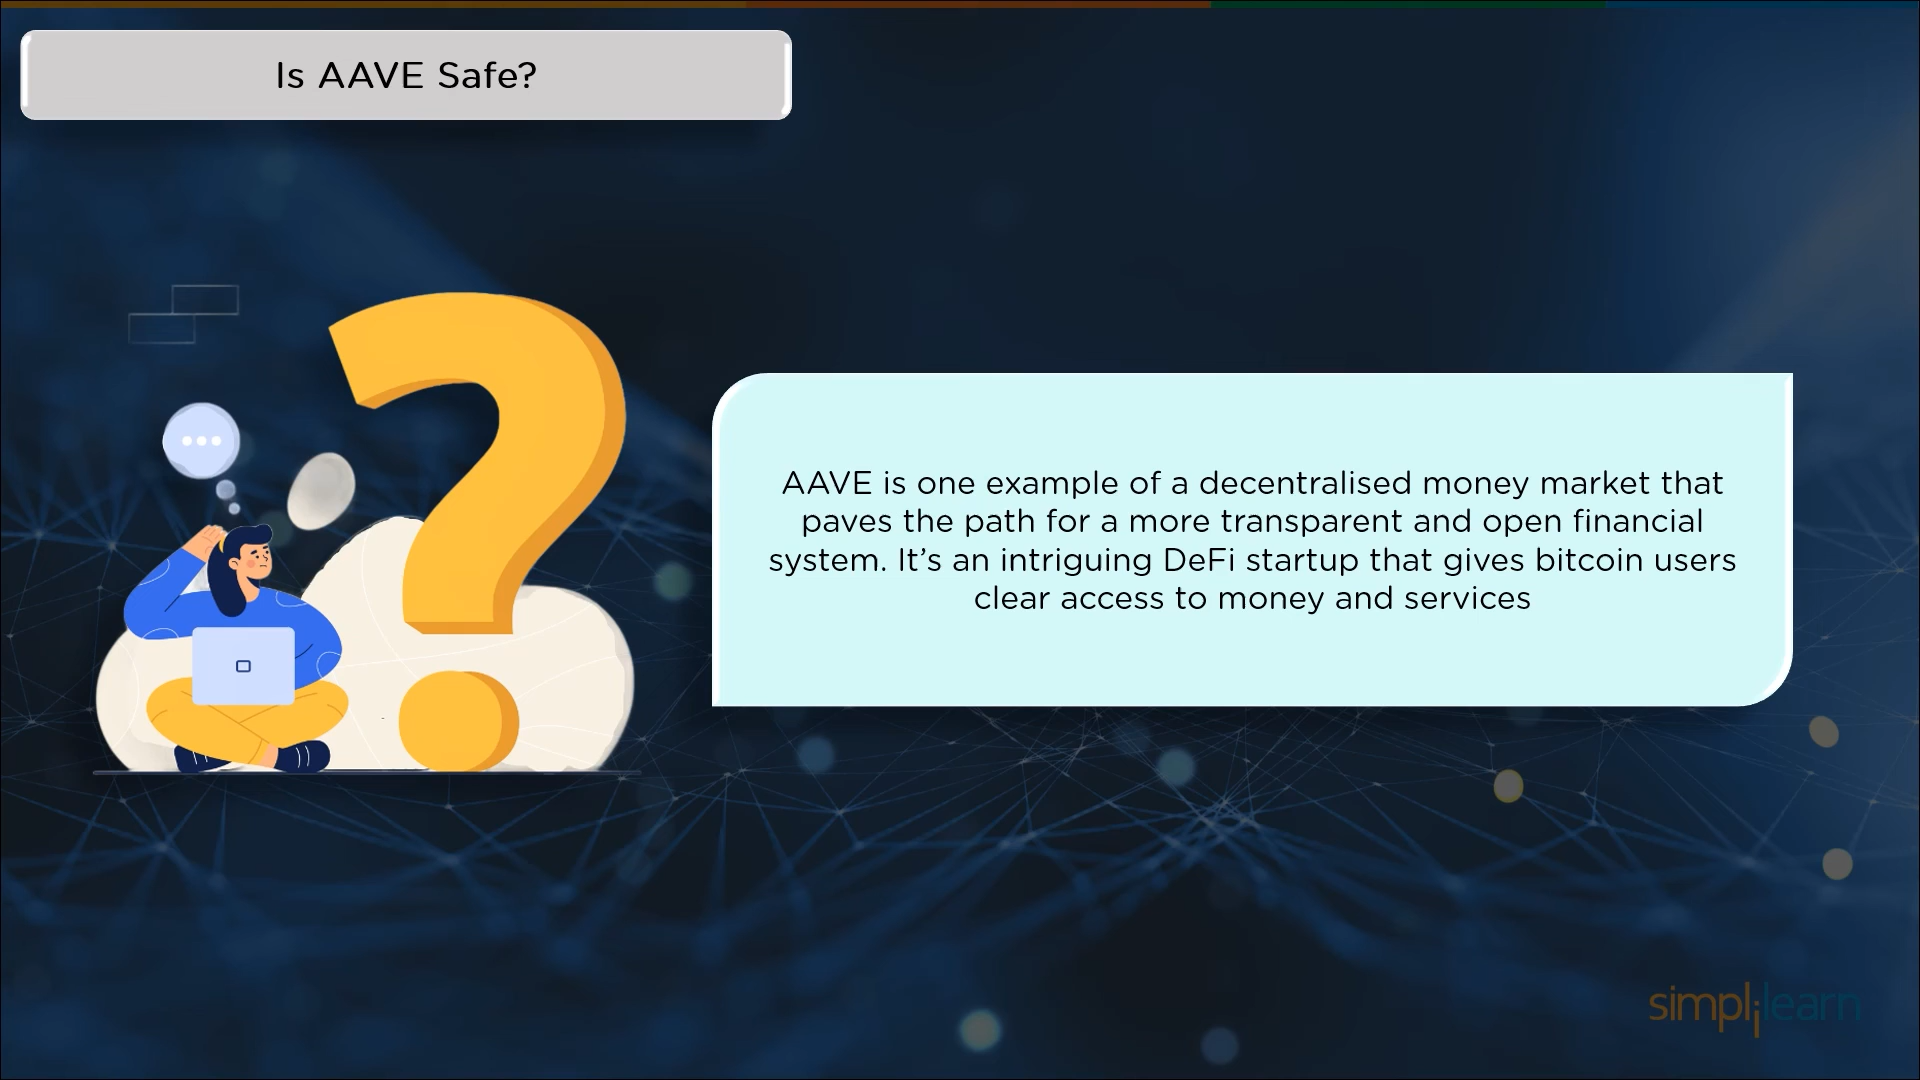 Is AAVE Safe?
AAVE is one example of a decentralised money market that
paves the path for a more transparent and open financial
system. It’s an intriguing DeFi startup that gives bitcoin users
clear access to money and services
simplilearn